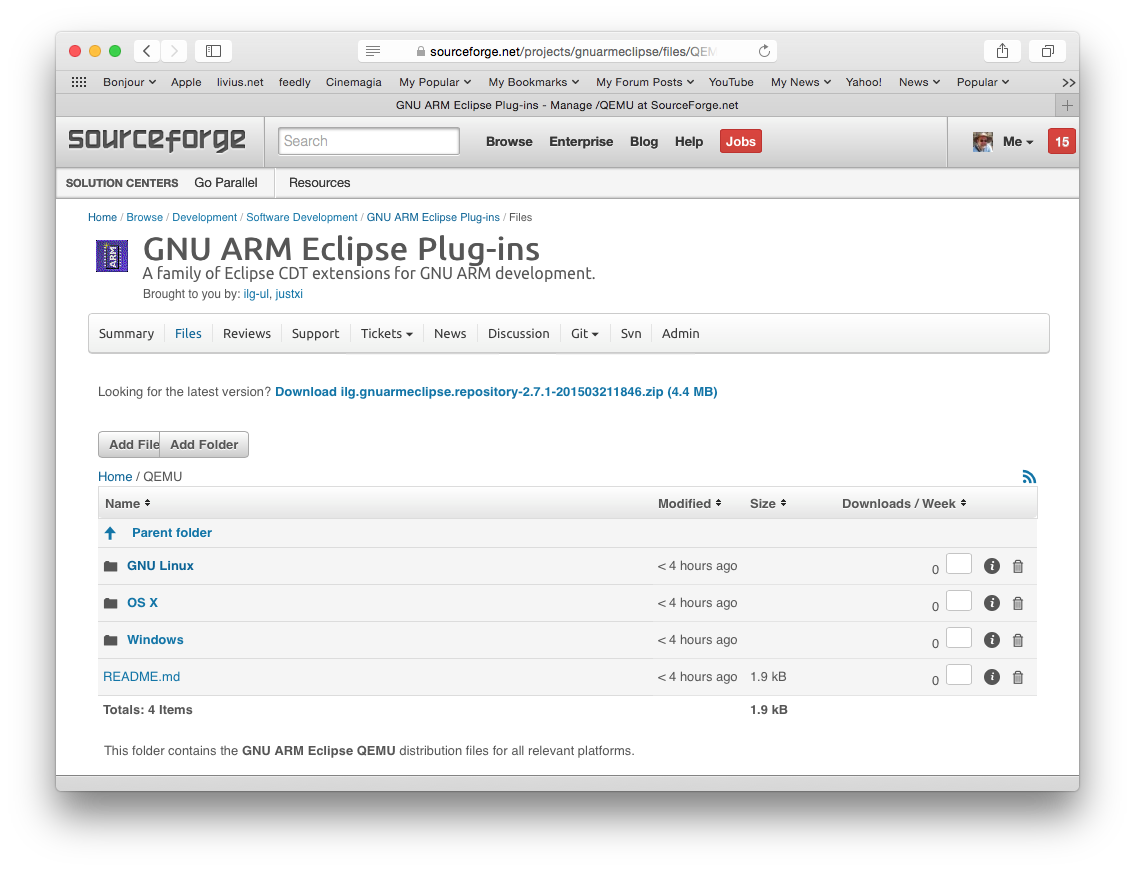 sourceforge.net/projects/gnuarmeclipse/files/QEM
Bonjour Apple livius.net feedly Cinemagia My Popular My Bookmarks My Forum Posts YouTube My News Yahoo! News Popular >>
GNU ARM Eclipse Plug-ins - Manage /QEMU at SourceForge.net +
sourceforge Search Browse Enterprise Blog Help Jobs Me 15
SOLUTION CENTERS Go Parallel Resources
Home / Browse / Development / Software Development / GNU ARM Eclipse Plug-ins / Files
ARM
GNU ARM Eclipse Plug-ins
A family of Eclipse CDT extensions for GNU ARM development.
Brought to you by: ilg-ul, justxi
Summary Files Reviews Support Tickets News Discussion Git Svn Admin
Looking for the latest version? Download ilg.gnuarmeclipse.repository-2.7.1-201503211846.zip (4.4 MB)
Add File Add Folder
Home / QEMU
Name Modified Size Downloads / Week
Parent folder
GNU Linux < 4 hours ago 0 i
OS X < 4 hours ago 0 i
Windows < 4 hours ago 0 i
README.md < 4 hours ago 1.9 kB 0 i
Totals: 4 Items 1.9 kB
This folder contains the GNU ARM Eclipse QEMU distribution files for all relevant platforms.